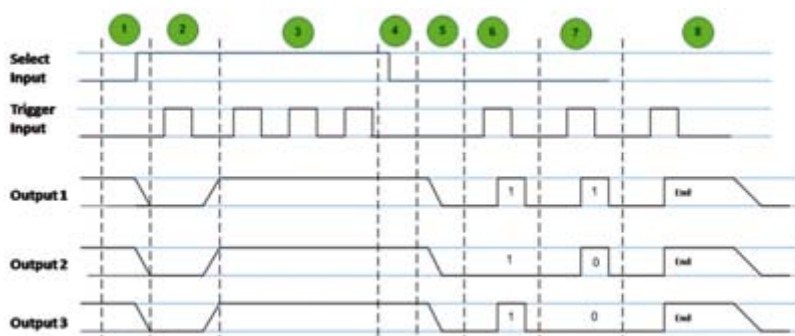 1 2 3 4 5 6 7 8
Select
Input
Trigger
Input
Output 1
1 1 End
Output 2
1 0 End
Output 3
1 0 End